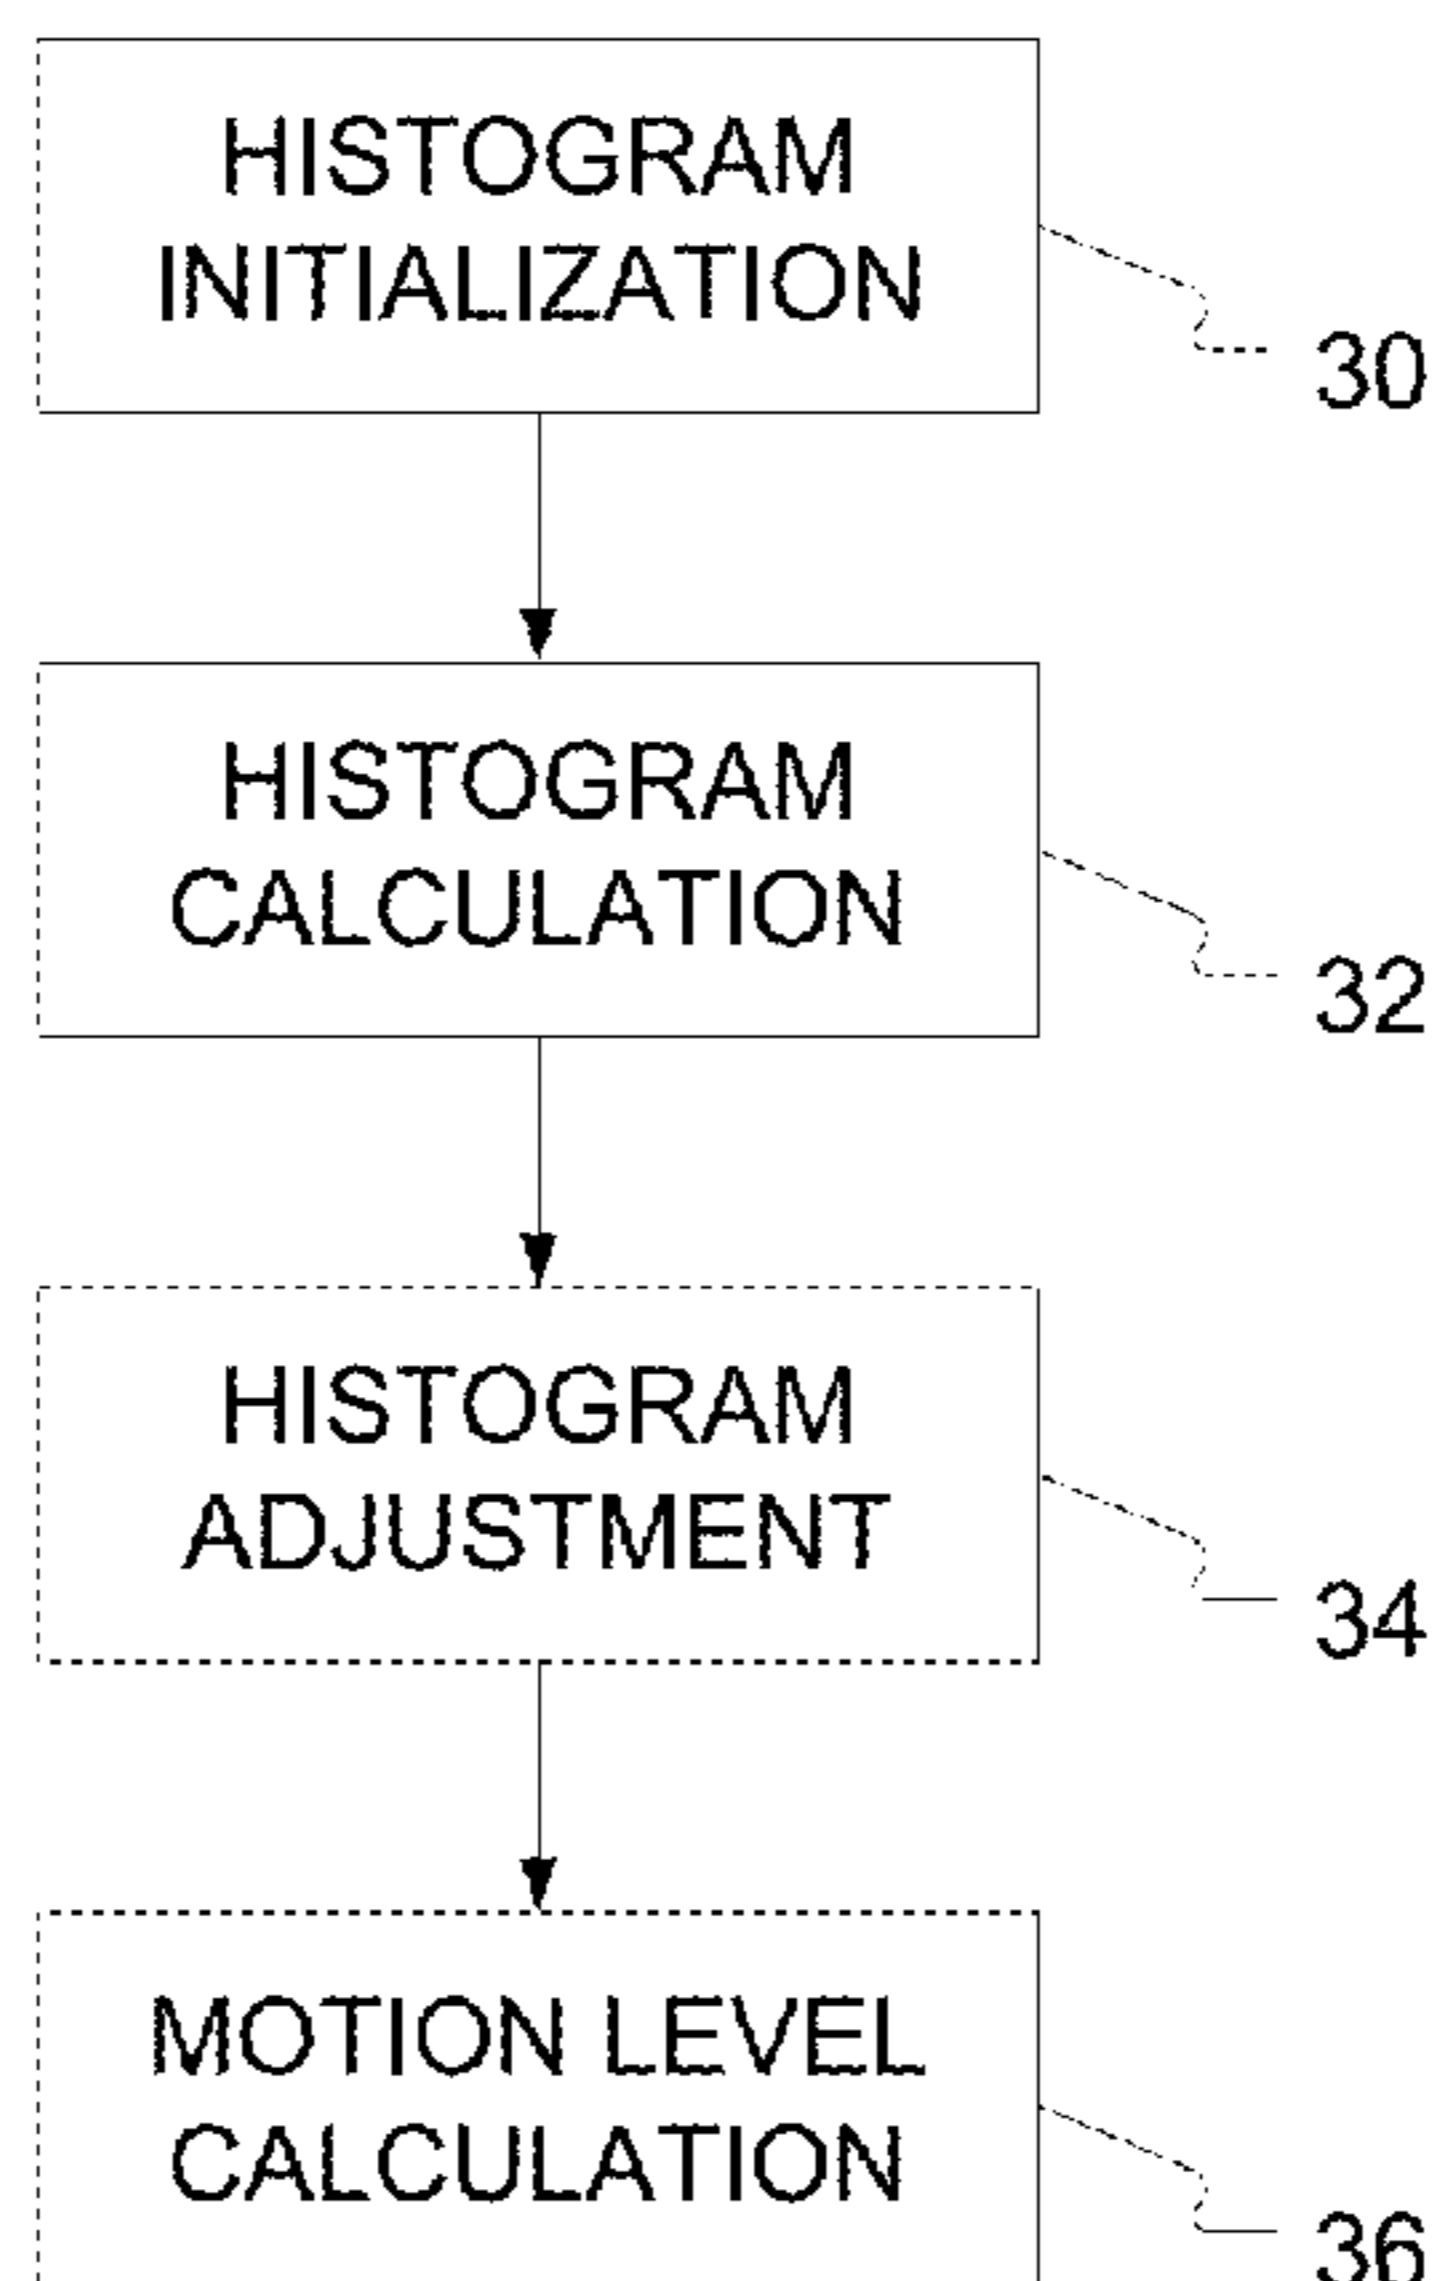 HISTOGRAM
INITIALIZATION
30
HISTOGRAM
CALCULATION
32
HISTOGRAM
ADJUSTMENT
34
MOTION LEVEL
CALCULATION
36